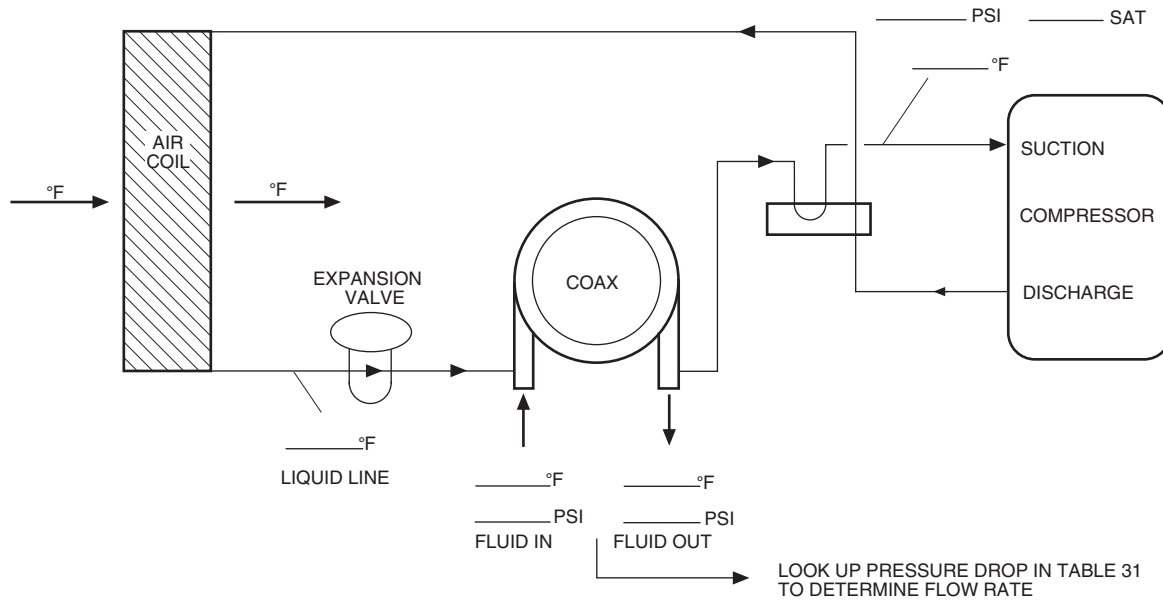 PSI SAT
°F
AIR
COIL
SUCTION
°F °F
COMPRESSOR
EXPANSION
VALVE
COAX
DISCHARGE
°F
LIQUID LINE
°F °F
PSI PSI
FLUID IN FLUID OUT
LOOK UP PRESSURE DROP IN TABLE 31
TO DETERMINE FLOW RATE